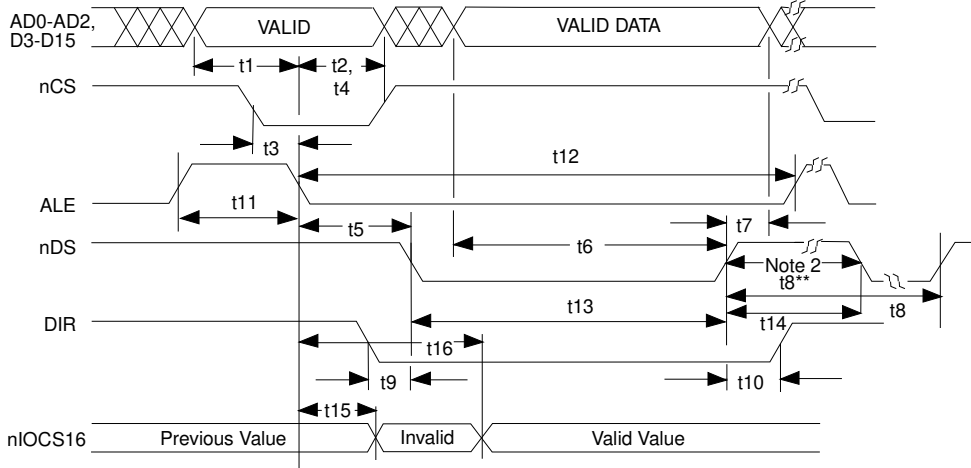 AD0-AD2,
D3-D15
VALID
VALID DATA
t1
t2,
t4
nCS
t3
t12
ALE
t11
t5
t7
nDS
t6
Note 2
t8**
t13
t8
DIR
t14
t16
t9
t10
t15
nIOCS16
Previous Value
Invalid
Valid Value